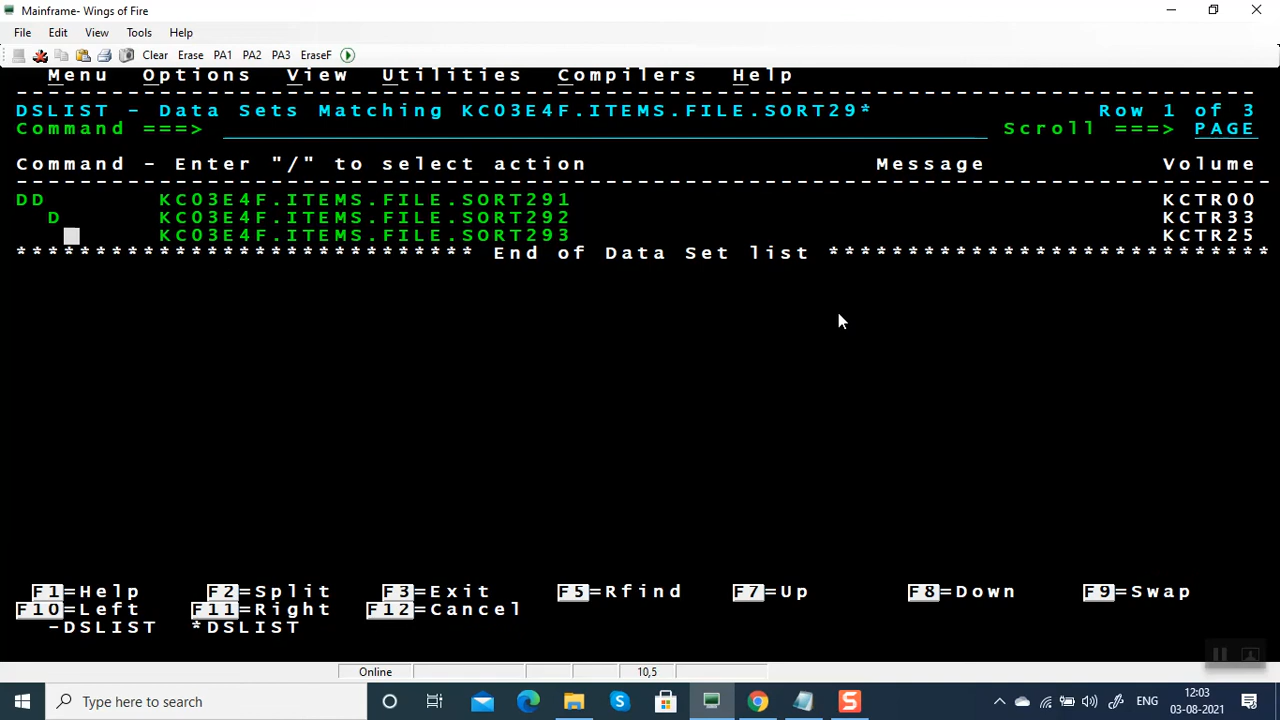 Mainframe- Wings of Fire
File Edit View Tools Help
Clear Erase PA1 PA2 PA3 EraseF
Menu Options View Utilities Compilers Help
DSLIST - Data Sets Matching KC03E4F.ITEMS.FILE.SORT29* Row 1 of 3
Command ===> Scroll ===> PAGE
Command - Enter "/" to select action Message Volume
DD KC03E4F.ITEMS.FILE.SORT291 KCTR00
D KC03E4F.ITEMS.FILE.SORT292 KCTR33
KC03E4F.ITEMS.FILE.SORT293 KCTR25
***************************** End of Data Set list ****************************
F1=Help F2=Split F3=Exit F5=Rfind F7=Up F8=Down F9=Swap
F10=Left F11=Right F12=Cancel
-DSLIST *DSLIST
Online 10,5
Type here to search ENG 12:03
03-08-2021